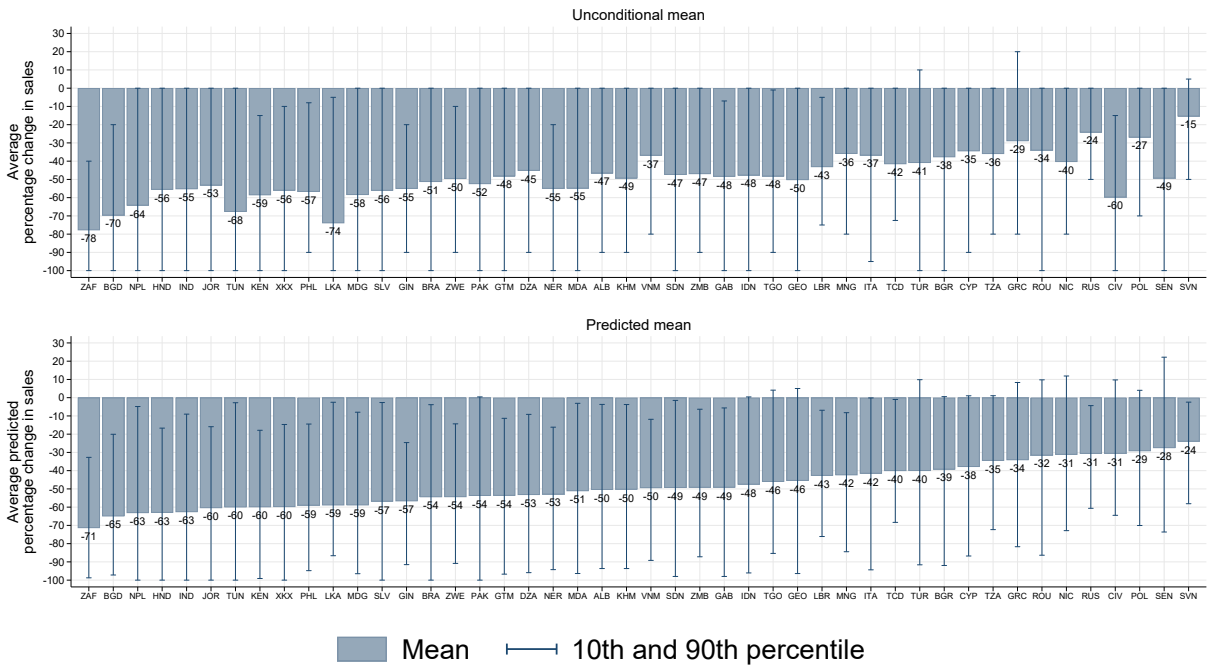 Unconditional mean
Average
percentage change in sales
30
20
10
0
-10
-20
-30
-40
-50
-60
-70
-80
-90
-100
-78 -70 -64 -56 -55 -53 -68 -59 -56 -57 -74 -58 -56 -55 -51 -50 -52 -48 -45 -55 -55 -47 -49 -37 -47 -47 -48 -48 -48 -50 -43 -36 -37 -42 -41 -38 -35 -36 -29 -34 -40 -24 -60 -27 -49 -15
ZAF BGD NPL HND IND JOR TUN KEN XKX PHL LKA MDG SLV GIN BRA ZWE PAK GTM DZA NER MDA ALB KHM VNM SDN ZMB GAB IDN TGO GEO LBR MNG ITA TCD TUR BGR CYP TZA GRC ROU NIC RUS CIV POL SEN SVN
Predicted mean
Average predicted
percentage change in sales
30
20
10
0
-10
-20
-30
-40
-50
-60
-70
-80
-90
-100
-71 -65 -63 -63 -63 -60 -60 -60 -60 -59 -59 -59 -57 -57 -54 -54 -54 -54 -53 -53 -51 -50 -50 -50 -49 -49 -49 -48 -46 -46 -43 -42 -42 -40 -40 -39 -38 -35 -34 -32 -31 -31 -31 -29 -28 -24
ZAF BGD NPL HND IND JOR TUN KEN XKX PHL LKA MDG SLV GIN BRA ZWE PAK GTM DZA NER MDA ALB KHM VNM SDN ZMB GAB IDN TGO GEO LBR MNG ITA TCD TUR BGR CYP TZA GRC ROU NIC RUS CIV POL SEN SVN
Mean 10th and 90th percentile